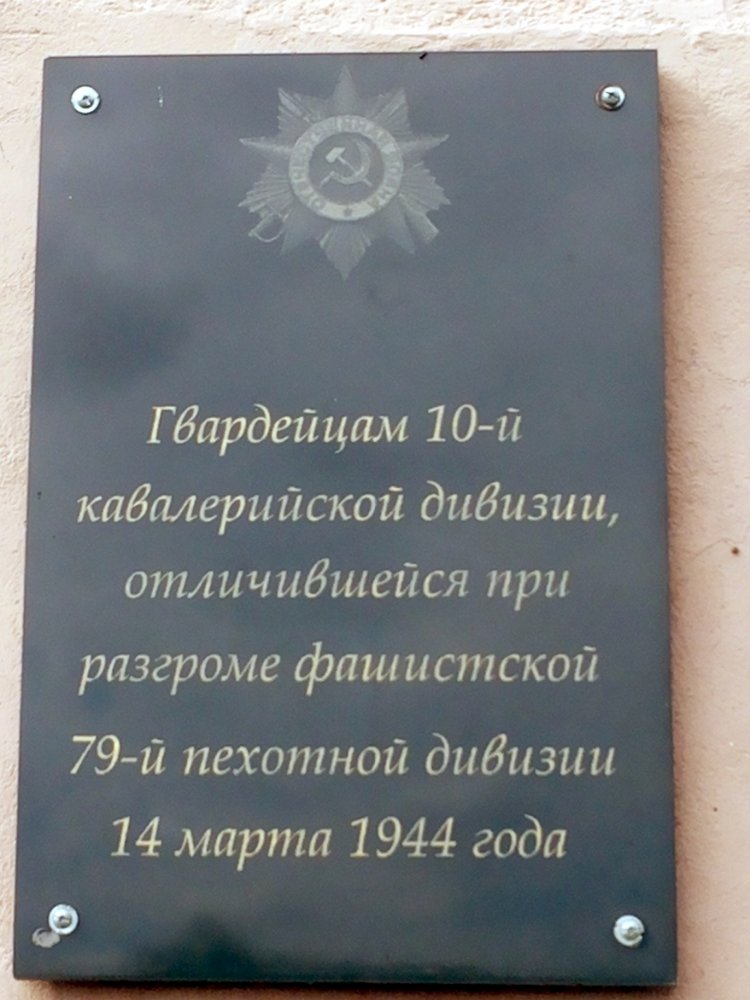 Гвардейцам 10-й
кавалерийской дивизии,
отличившейся при
разгроме фашистской
79-й пехотной дивизии
14 марта 1944 года